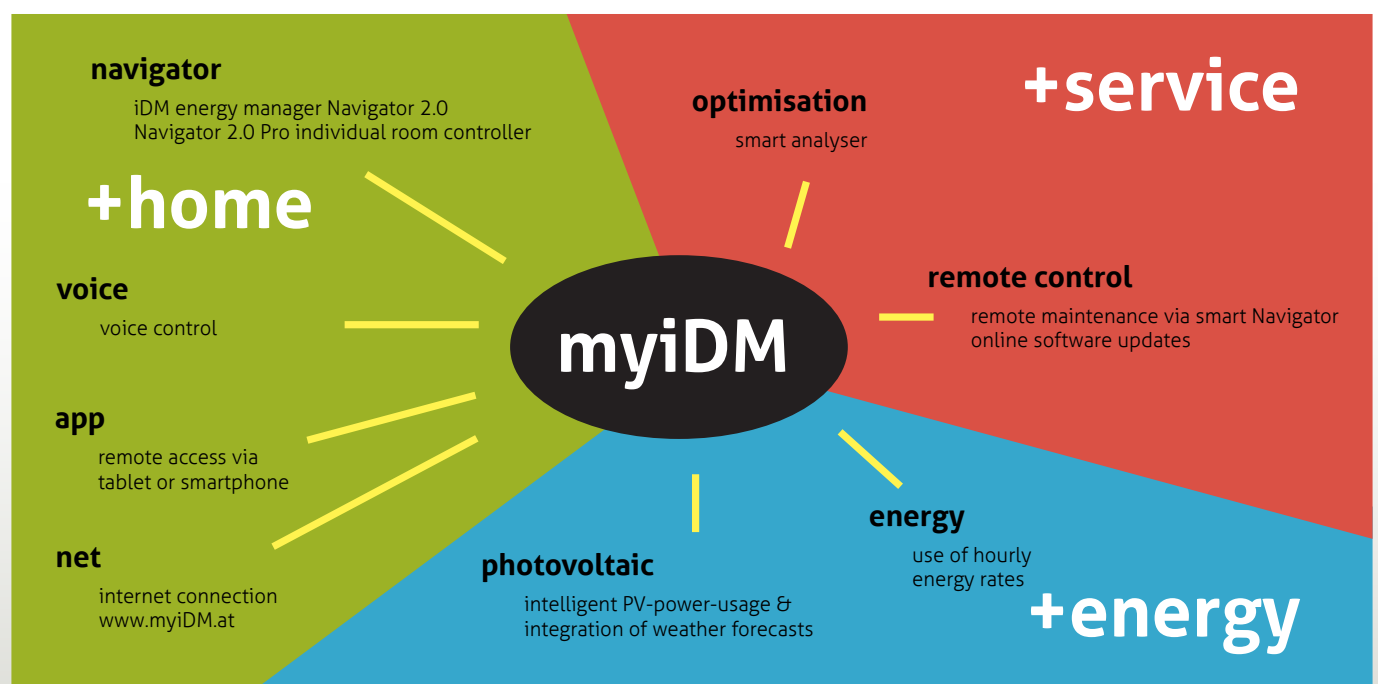 navigator
iDM energy manager Navigator 2.0
Navigator 2.0 Pro individual room controller
+home
voice
voice control
app
remote access via
tablet or smartphone
net
internet connection
www.myiDM.at
myiDM
+service
optimisation
smart analyser
remote control
remote maintenance via smart Navigator
online software updates
photovoltaic
intelligent PV-power-usage &
integration of weather forecasts
energy
use of hourly
energy rates
+energy